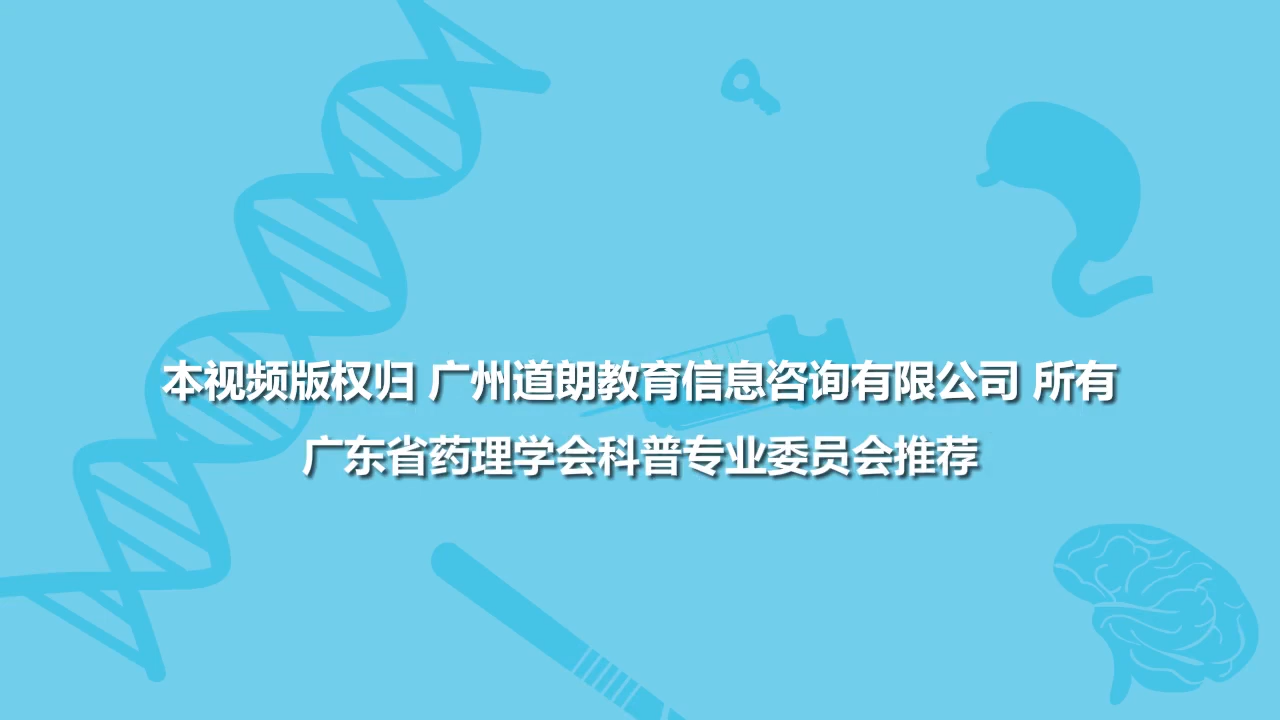 本视频版权归 广州道朗教育信息咨询有限公司 所有
广东省药理学会科普专业委员会推荐